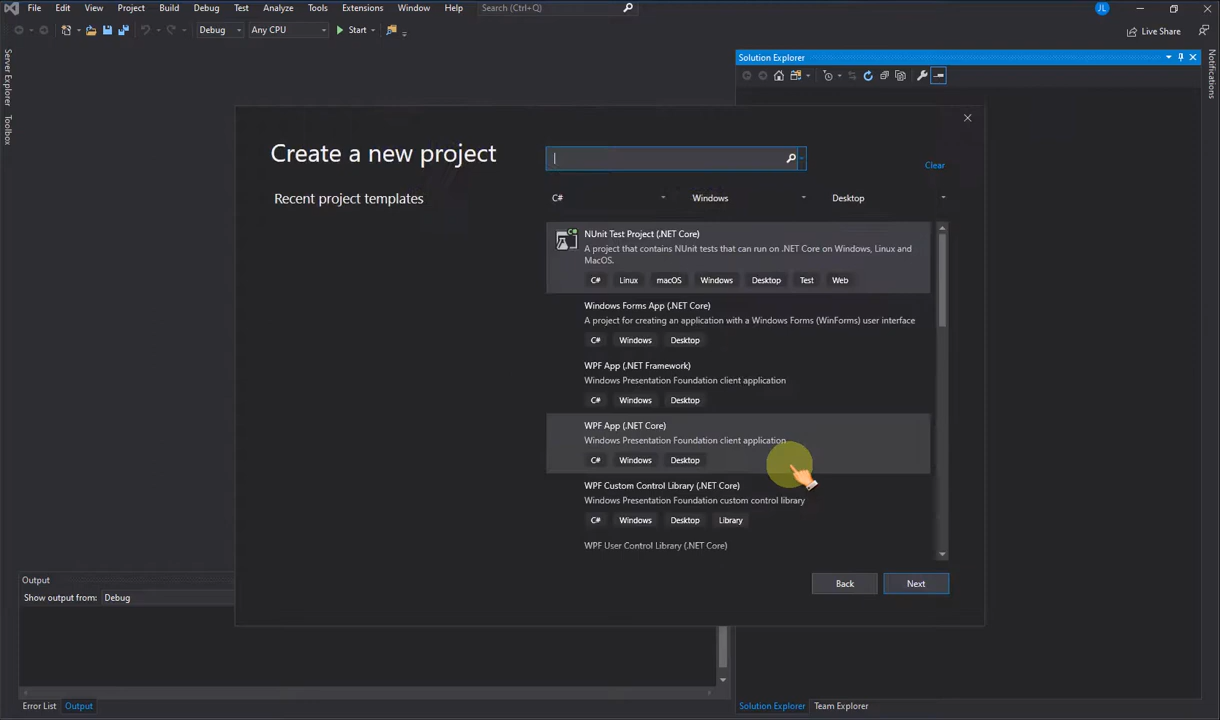 File Edit View Project Build Debug Test Analyze Tools Extensions Window Help Search (Ctrl+Q) JL
Debug Any CPU Start Live Share
Server Explorer
Toolbox
Solution Explorer
Notifications
Create a new project
Clear
Recent project templates
C# Windows Desktop
NUnit Test Project (.NET Core)
A project that contains NUnit tests that can run on .NET Core on Windows, Linux and
MacOS.
C# Linux macOS Windows Desktop Test Web
Windows Forms App (.NET Core)
A project for creating an application with a Windows Forms (WinForms) user interface
C# Windows Desktop
WPF App (.NET Framework)
Windows Presentation Foundation client application
C# Windows Desktop
WPF App (.NET Core)
Windows Presentation Foundation client application
C# Windows Desktop
WPF Custom Control Library (.NET Core)
Windows Presentation Foundation custom control library
C# Windows Desktop Library
WPF User Control Library (.NET Core)
Back Next
Output
Show output from: Debug
Error List Output
Solution Explorer Team Explorer